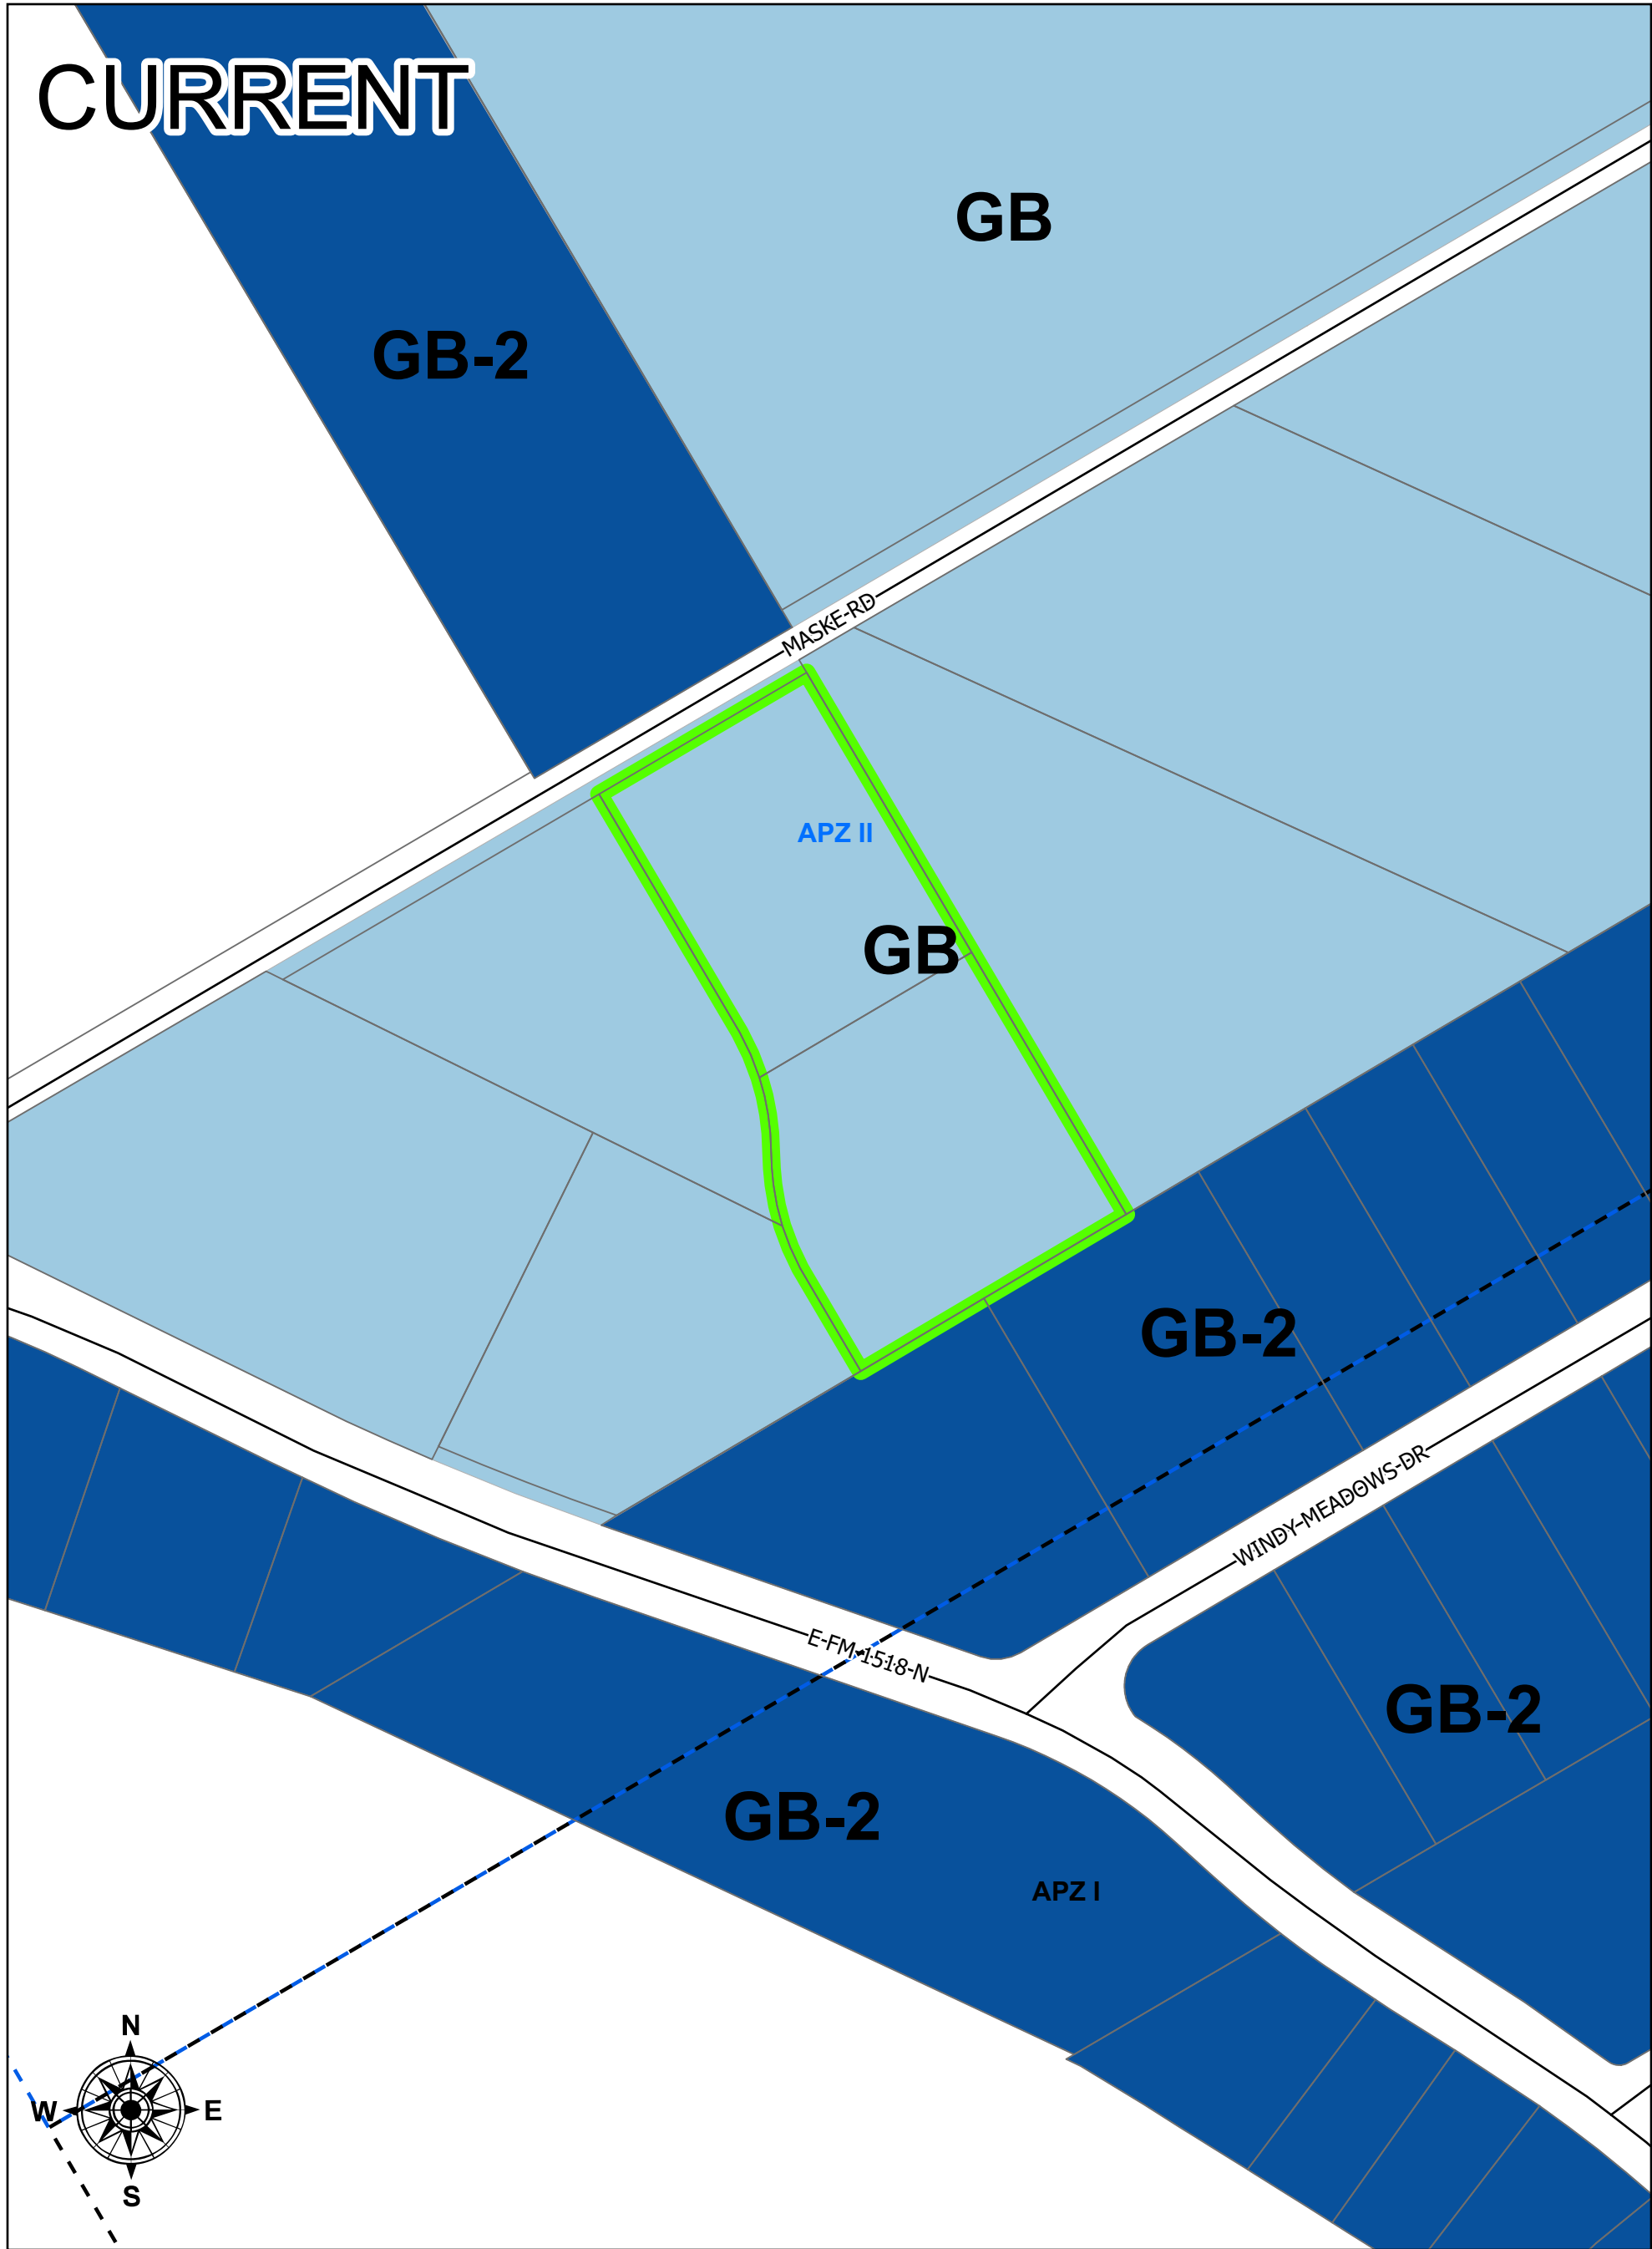 CURRENT
GB
GB-2
MASKE-RD
APZ II
GB
GB-2
WINDY-MEADOWS-DR
E-FM-1518-N
GB-2
GB-2
APZ I
N
W
E
S